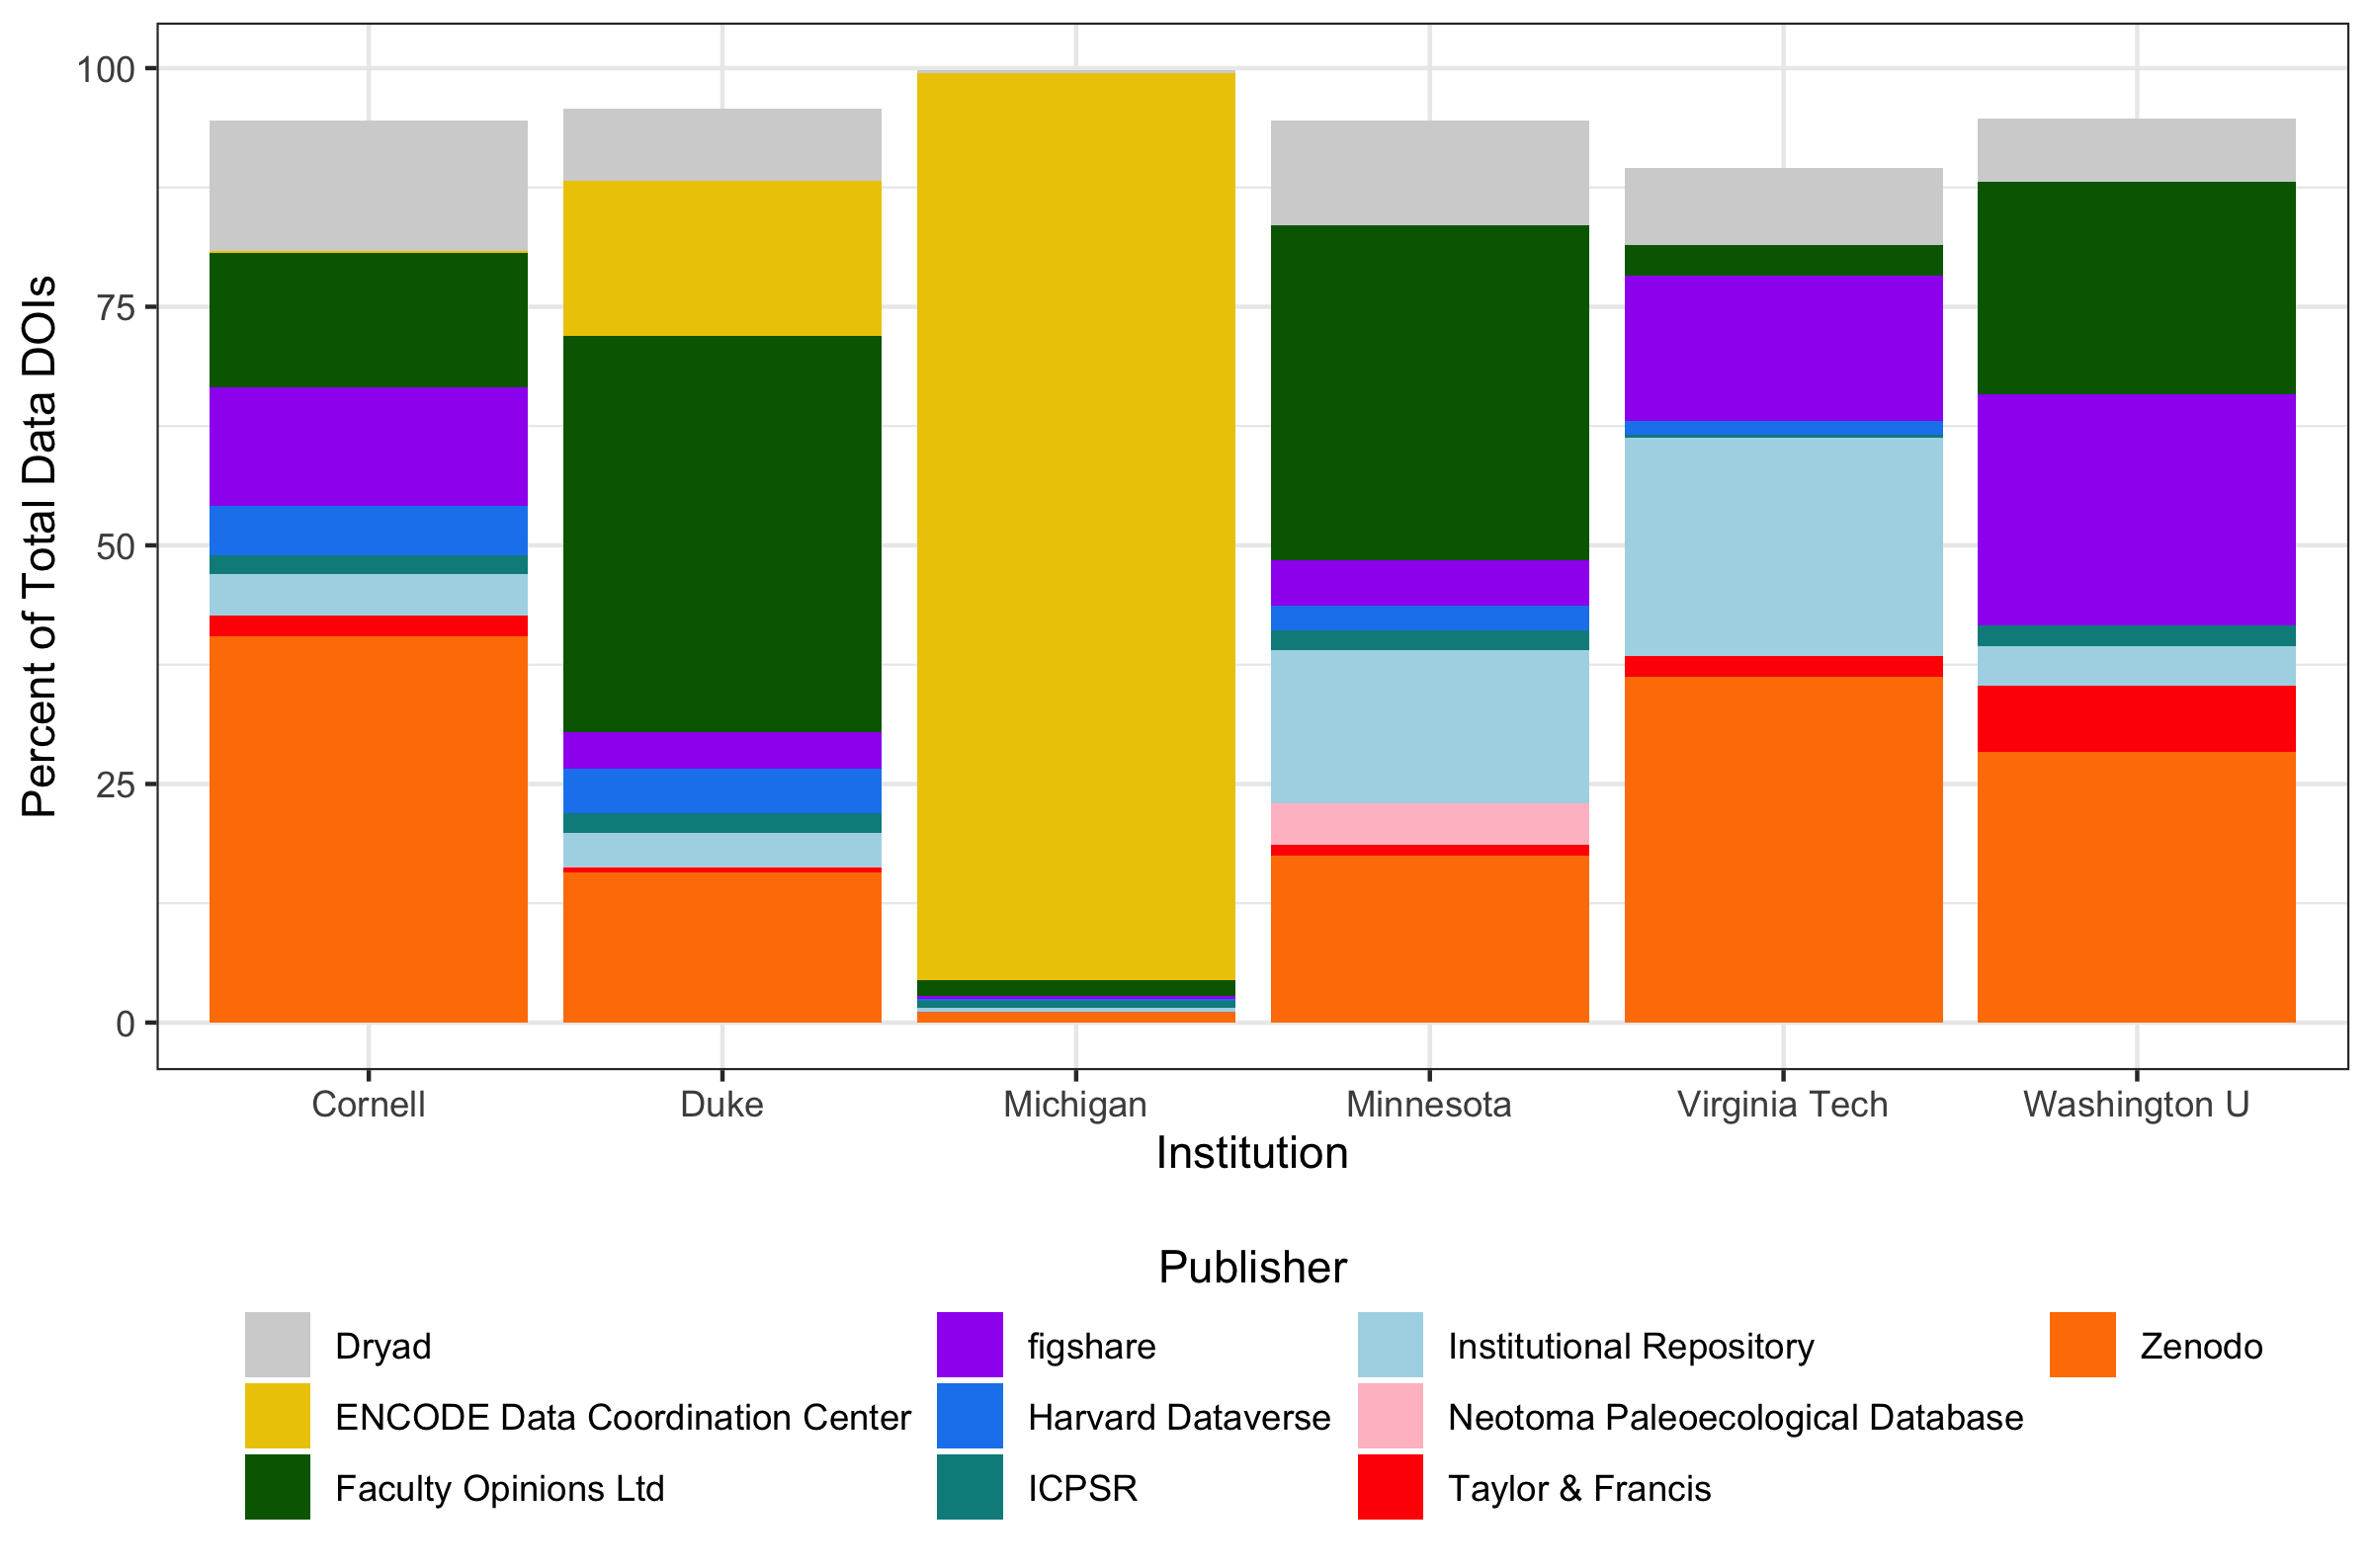 Percent of Total Data DOIs
100
75
50
25
0
Cornell Duke Michigan Minnesota Virginia Tech Washington U
Institution
Publisher
Dryad figshare Institutional Repository Zenodo
ENCODE Data Coordination Center Harvard Dataverse Neotoma Paleoecological Database
Faculty Opinions Ltd ICPSR Taylor & Francis